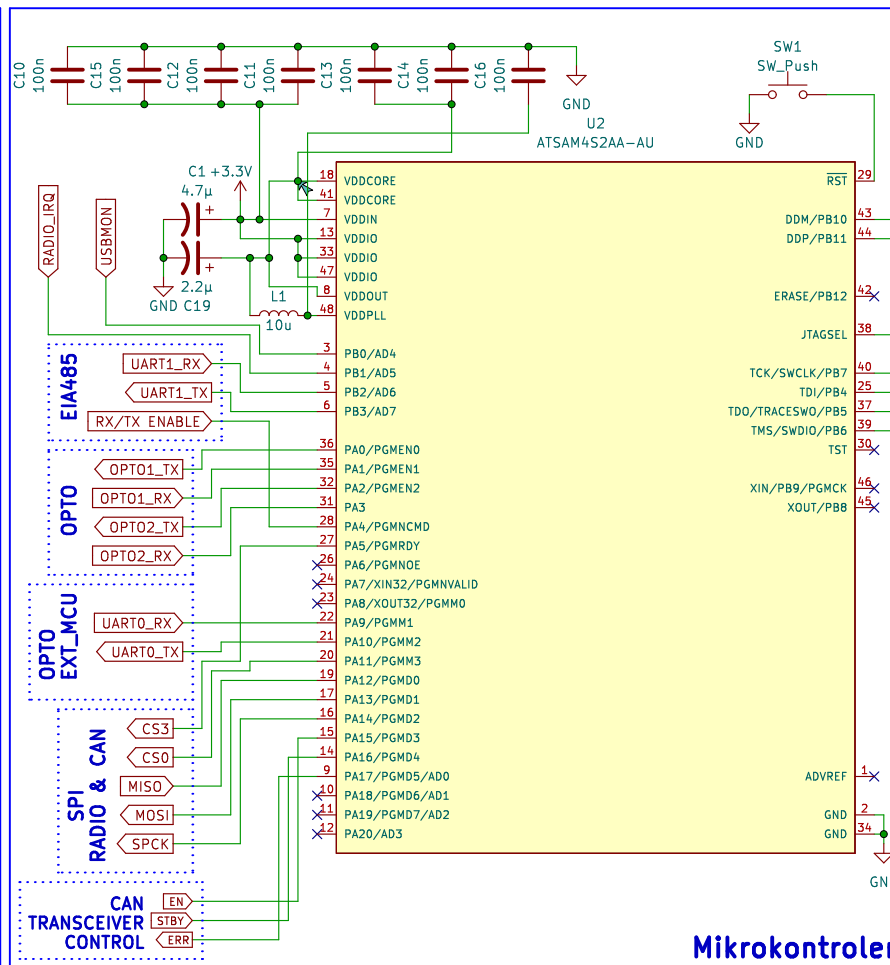 C10 100n
C15 100n
C12 100n
C11 100n
C13 100n
C14 100n
C16 100n
GND
SW1
SW_Push
GND
U2
ATSAM4S2AA-AU
C1 +3.3V
4.7µ
2.2µ
GND C19
L1
10u
RADIO_IRQ
USBMON
18 VDDCORE
41 VDDCORE
7 VDDIN
13 VDDIO
33 VDDIO
47 VDDIO
8 VDDOUT
48 VDDPLL
3 PB0/AD4
4 PB1/AD5
5 PB2/AD6
6 PB3/AD7
36 PA0/PGMEN0
35 PA1/PGMEN1
32 PA2/PGMEN2
31 PA3
28 PA4/PGMNCMD
27 PA5/PGMRDY
26 PA6/PGMNOE
24 PA7/XIN32/PGMNVALID
23 PA8/XOUT32/PGMM0
22 PA9/PGMM1
21 PA10/PGMM2
20 PA11/PGMM3
19 PA12/PGMD0
17 PA13/PGMD1
16 PA14/PGMD2
15 PA15/PGMD3
14 PA16/PGMD4
9 PA17/PGMD5/AD0
10 PA18/PGMD6/AD1
11 PA19/PGMD7/AD2
12 PA20/AD3
RST 29
DDM/PB10 43
DDP/PB11 44
ERASE/PB12 42
JTAGSEL 38
TCK/SWCLK/PB7 40
TDI/PB4 25
TDO/TRACESWO/PB5 37
TMS/SWDIO/PB6 39
TST 30
XIN/PB9/PGMCK 46
XOUT/PB8 45
ADVREF 1
GND 2
GND 34
GN
EIA485
UART1_RX
UART1_TX
RX/TX ENABLE
OPTO
OPTO1_TX
OPTO1_RX
OPTO2_TX
OPTO2_RX
OPTO
EXT_MCU
UART0_RX
UART0_TX
SPI
RADIO & CAN
CS3
CS0
MISO
MOSI
SPCK
CAN
TRANSCEIVER
CONTROL
EN
STBY
ERR
Mikrokontroler